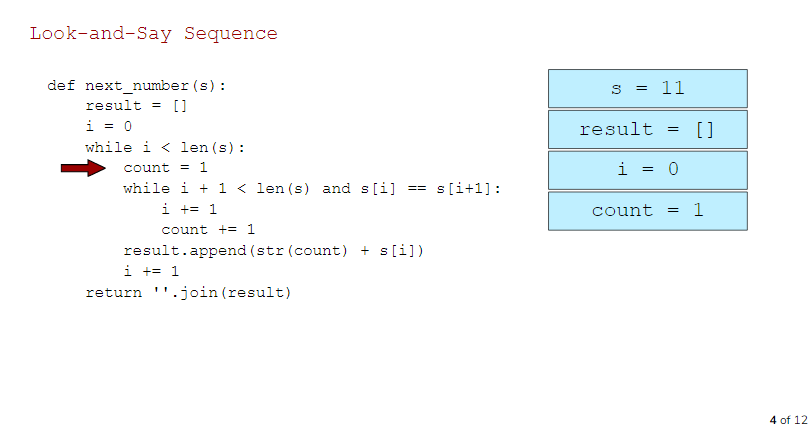 Look-and-Say Sequence
def next_number(s):
    result = []
    i = 0
    while i < len(s):
        count = 1
        while i + 1 < len(s) and s[i] == s[i+1]:
            i += 1
            count += 1
        result.append(str(count) + s[i])
        i += 1
    return ''.join(result)
s = 11
result = []
i = 0
count = 1
4 of 12